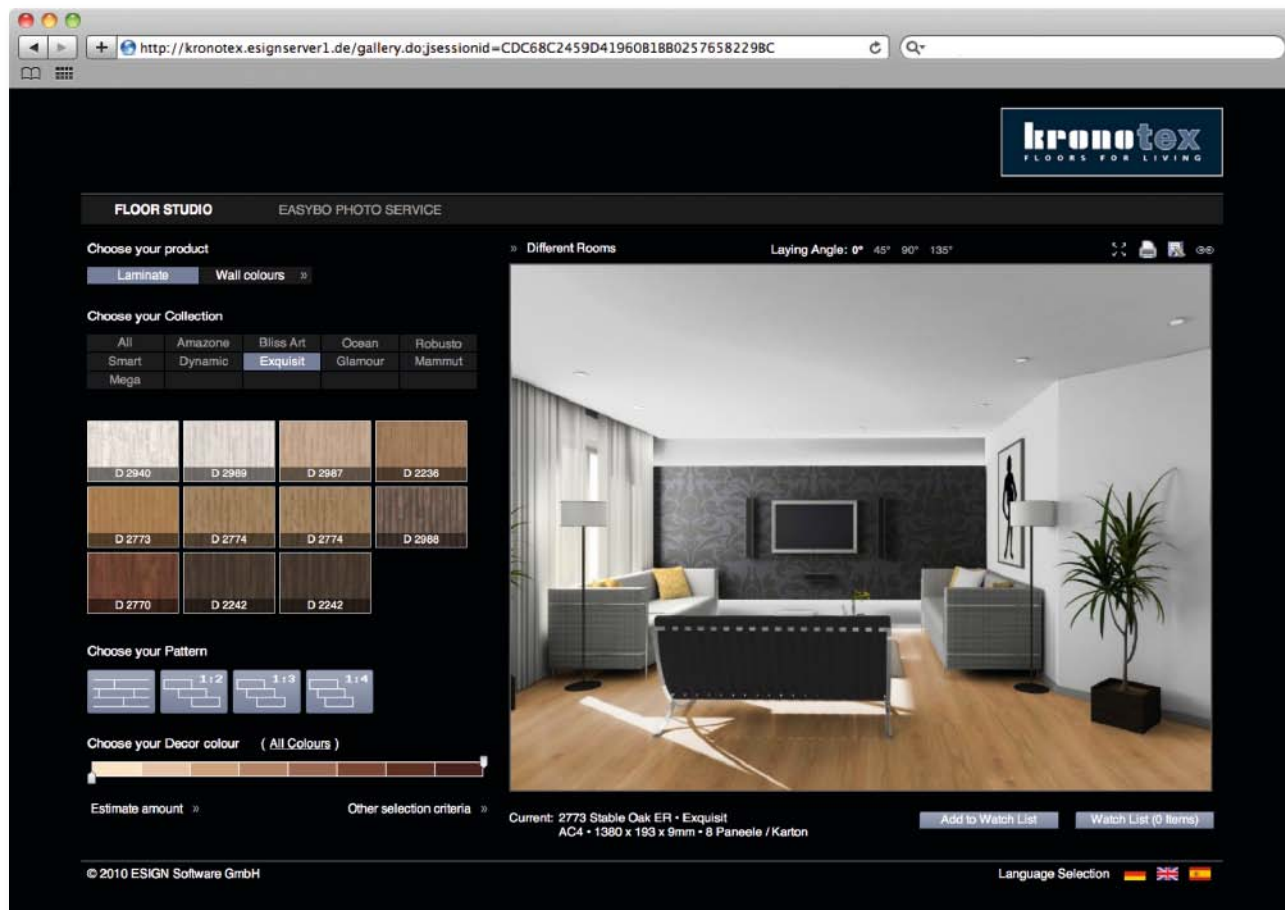 http://kronotex.esignserver1.de/gallery.do;jsessionid=CDC68C2459D41960B1BB0257658229BC
kronotex
FLOORS FOR LIVING
FLOOR STUDIO EASYBO PHOTO SERVICE
Choose your product
Laminate Wall colours »
Choose your Collection
All Amazone Bliss Art Ocean Robusto
Smart Dynamic Exquisit Glamour Mammut
Mega
D 2940 D 2989 D 2987 D 2236
D 2773 D 2774 D 2774 D 2988
D 2770 D 2242 D 2242
Choose your Pattern
1:2 1:3 1:4
Choose your Decor colour ( All Colours )
Estimate amount » Other selection criteria »
» Different Rooms Laying Angle: 0° 45° 90° 135°
Current: 2773 Stable Oak ER • Exquisit
AC4 • 1380 x 193 x 9mm • 8 Paneele / Karton
Add to Watch List Watch List (0 Items)
© 2010 ESIGN Software GmbH Language Selection